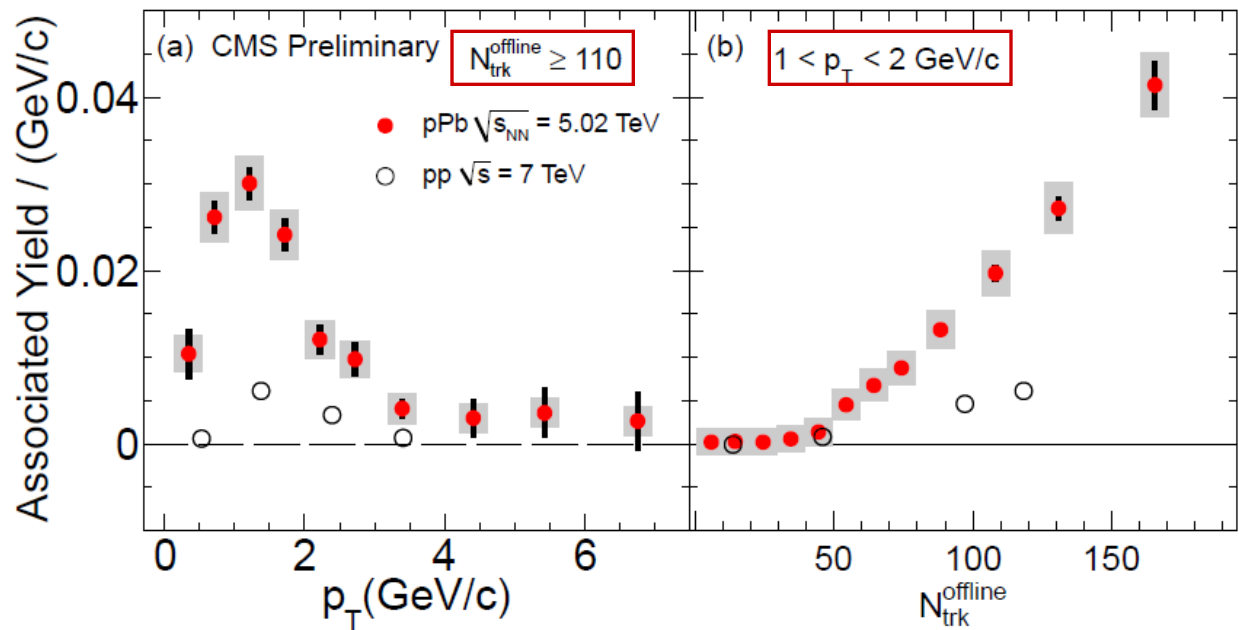 Associated Yield / (GeV/c)
(a) CMS Preliminary
N_trk^offline ≥ 110
pPb √s_NN = 5.02 TeV
pp √s = 7 TeV
0.04
0.02
0
0 2 4 6
p_T(GeV/c)
(b)
1 < p_T < 2 GeV/c
50 100 150
N_trk^offline